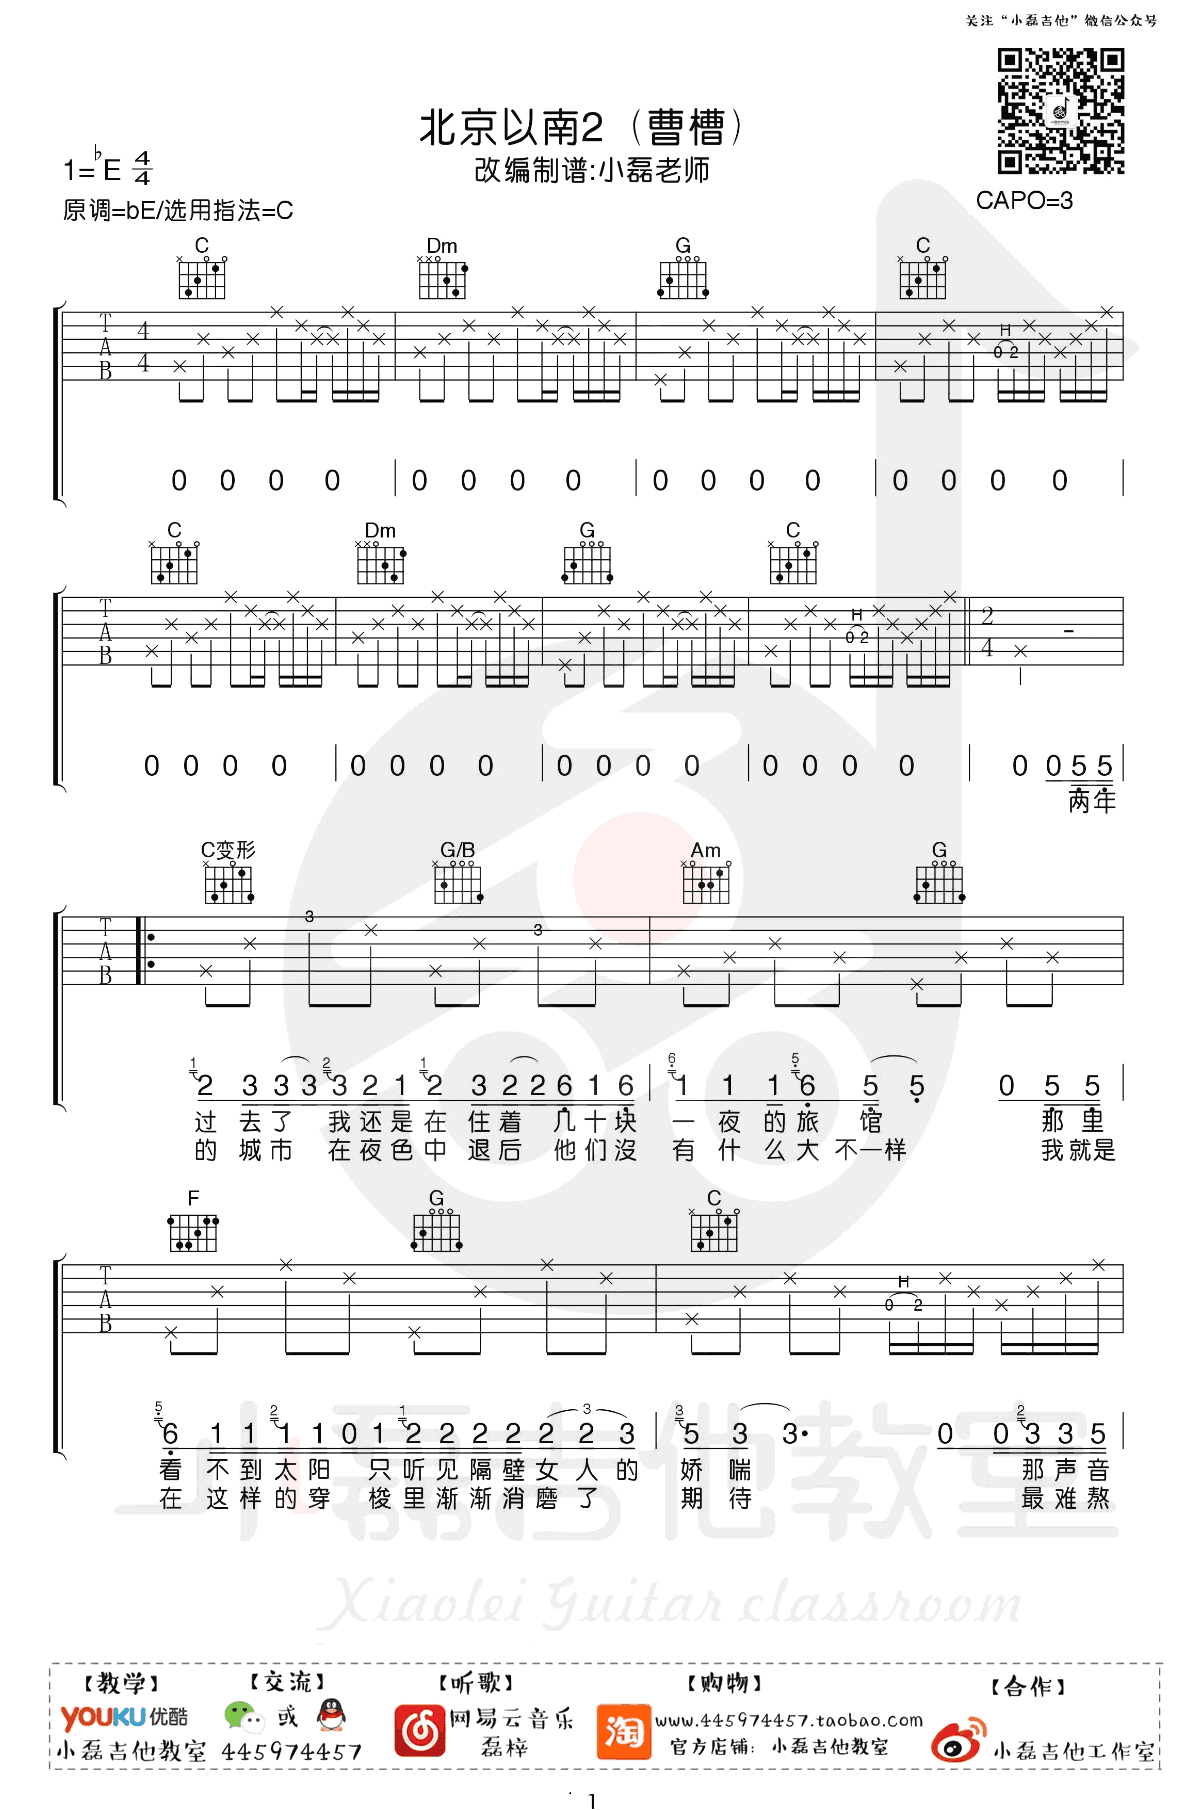 关注“小磊吉他”微信公众号
北京以南2（曹槽）
改编制谱:小磊老师
1=♭E 4/4
原调=bE/选用指法=C
CAPO=3
C Dm G C
T A B 4/4 H 0 2
0 0 0 0 | 0 0 0 0 | 0 0 0 0 | 0 0 0 0
C Dm G C
T A B H 0 2 2/4 -
0 0 0 0 | 0 0 0 0 | 0 0 0 0 | 0 0 0 0 | 0 0 5 5
两年
C变形 G/B Am G
T A B 3 3
1 2 3 3 3 2 3 2 1 1 2 3 2 2 6 1 6 | 6 1 1 1 5 6 5 5 0 5 5
过 去了 我还是在 住着 几十块 一 夜 的旅 馆 那 里
的 城市 在夜色中 退后 他们沒 有 什 么大 不一样 我就是
F G C
T A B H 0 2
5 6 1 1 2 1 1 0 1 1 2 2 2 2 3 2 2 3 | 3 5 3 3· 0 0 2 3 3 5
看 不到太阳 只听见隔壁女人的 娇 喘 那声音
在 这样的穿 梭里渐渐消磨了 期 待 最难熬
小磊吉他教室
Xiaolei Guitar classroom
【教学】 【交流】 【听歌】 【购物】 【合作】
YOUKU优酷 或 网易云音乐 淘 www.445974457.taobao.com
小磊吉他教室 445974457 磊梓 官方店铺：小磊吉他教室 小磊吉他工作室
1